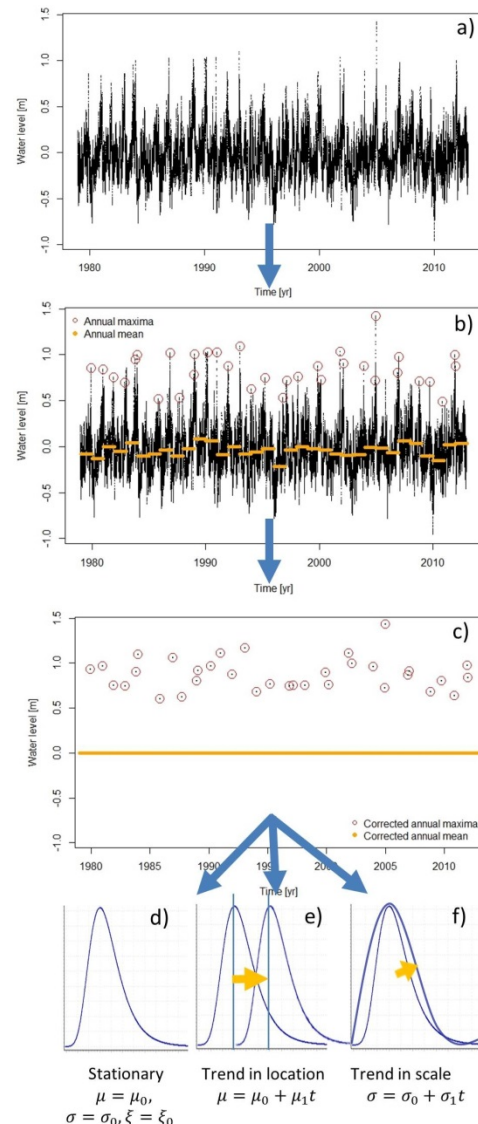 a)
Water level [m]
1.5
1.0
0.5
0.0
-0.5
-1.0
1980 1990 2000 2010
Time [yr]
b)
Annual maxima
Annual mean
Water level [m]
1.5
1.0
0.5
0.0
-0.5
-1.0
1980 1990 2000 2010
Time [yr]
c)
Water level [m]
1.5
1.0
0.5
0.0
-0.5
-1.0
Corrected annual maxima
Corrected annual mean
1980 1985 1990 1995 2000 2005 2010
Time [yr]
d) e) f)
Stationary Trend in location Trend in scale
μ = μ₀, μ = μ₀ + μ₁t σ = σ₀ + σ₁t
σ = σ₀, ξ = ξ₀